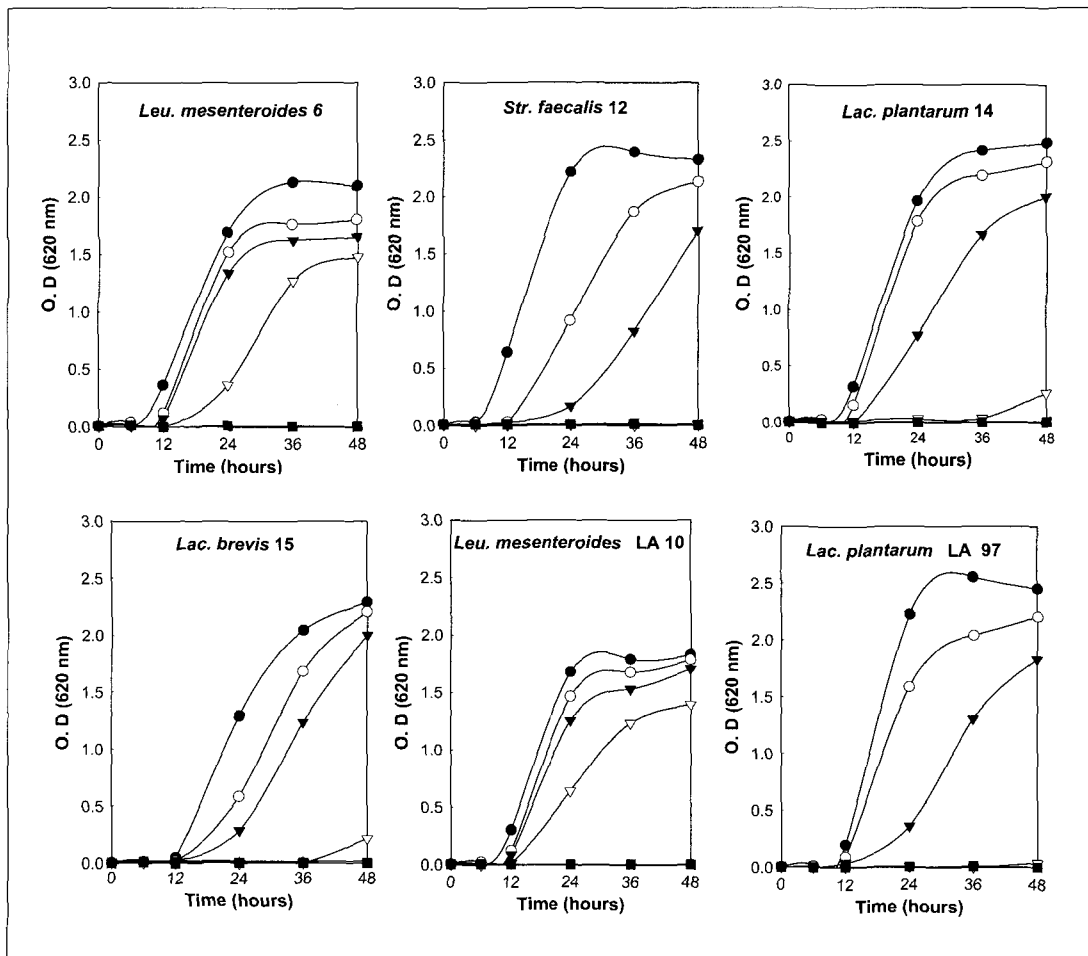 Leu. mesenteroides 6
3.0
2.5
2.0
1.5
1.0
0.5
0.0
O. D (620 nm)
0 12 24 36 48
Time (hours)
Str. faecalis 12
3.0
2.5
2.0
1.5
1.0
0.5
0.0
O. D (620 nm)
0 12 24 36 48
Time (hours)
Lac. plantarum 14
3.0
2.5
2.0
1.5
1.0
0.5
0.0
O. D (620 nm)
0 12 24 36 48
Time (hours)
Lac. brevis 15
3.0
2.5
2.0
1.5
1.0
0.5
0.0
O. D (620 nm)
0 12 24 36 48
Time (hours)
Leu. mesenteroides LA 10
3.0
2.5
2.0
1.5
1.0
0.5
0.0
O. D (620 nm)
0 12 24 36 48
Time (hours)
Lac. plantarum LA 97
3.0
2.5
2.0
1.5
1.0
0.5
0.0
O. D (620 nm)
0 12 24 36 48
Time (hours)